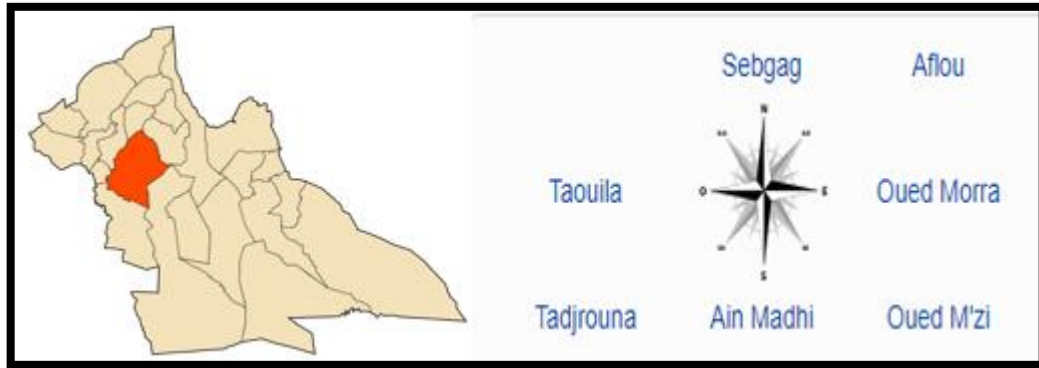 Sebgag Aflou
N
Taouila O E Oued Morra
S
Tadjrouna Ain Madhi Oued M'zi